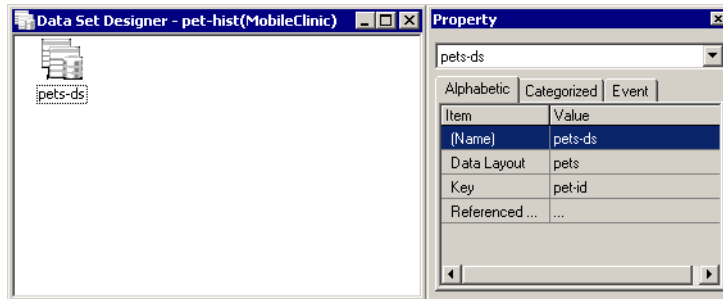 Data Set Designer - pet-hist(MobileClinic)
pets-ds
Property
pets-ds
Alphabetic Categorized Event
Item Value
(Name) pets-ds
Data Layout pets
Key pet-id
Referenced ... ...